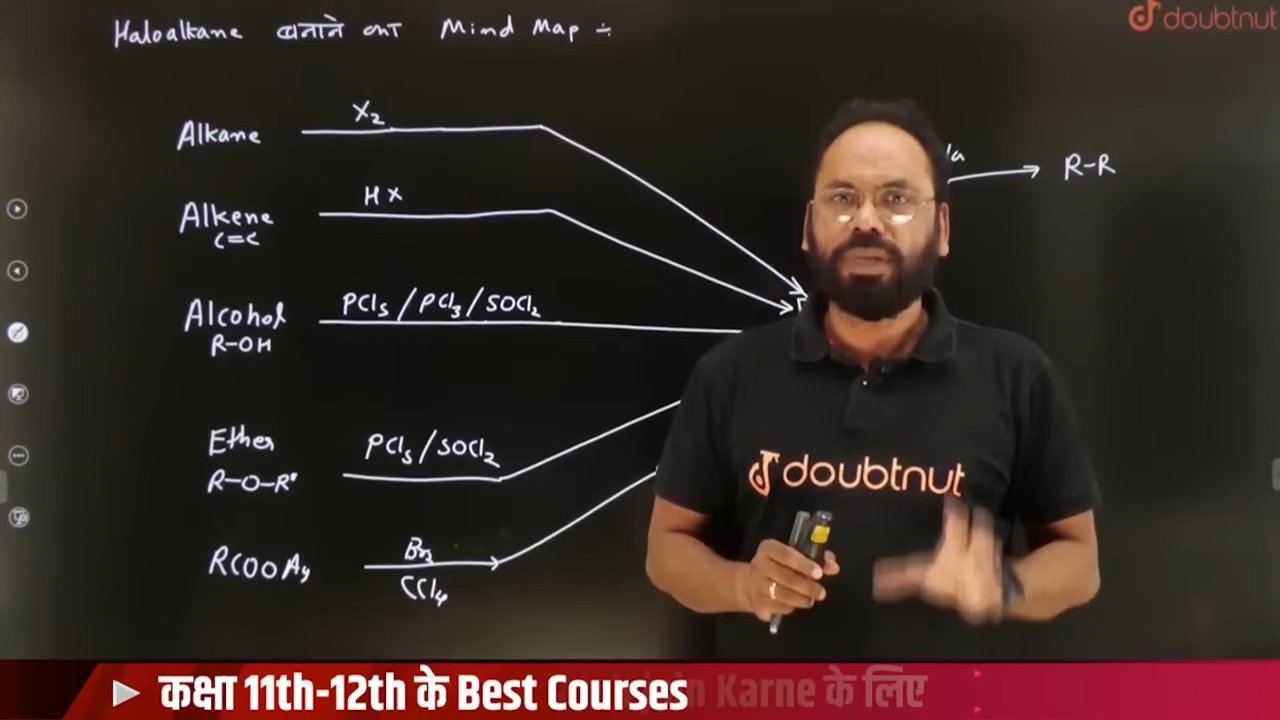 Haloalkane बनाने का Mind Map ÷
doubtnut
Alkane X₂
R-R
Alkene HX
C=C
Alcohol PCl₅ / PCl₃ / SOCl₂
R-OH
Ether PCl₅ / SOCl₂
R-O-R'
RCOOAg Br₂
CCl₄
doubtnut
कक्षा 11th-12th के Best Courses Karne के लिए